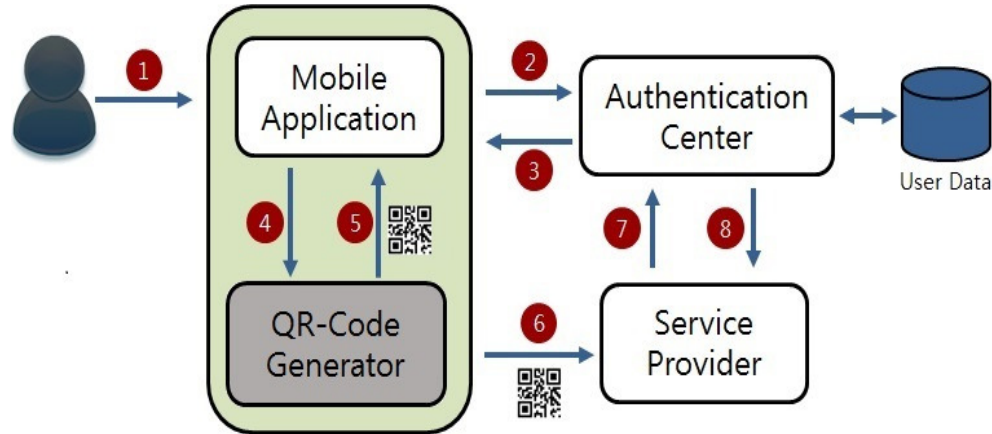 1
Mobile
Application
2
3
Authentication
Center
User Data
4
5
7
8
QR-Code
Generator
6
Service
Provider